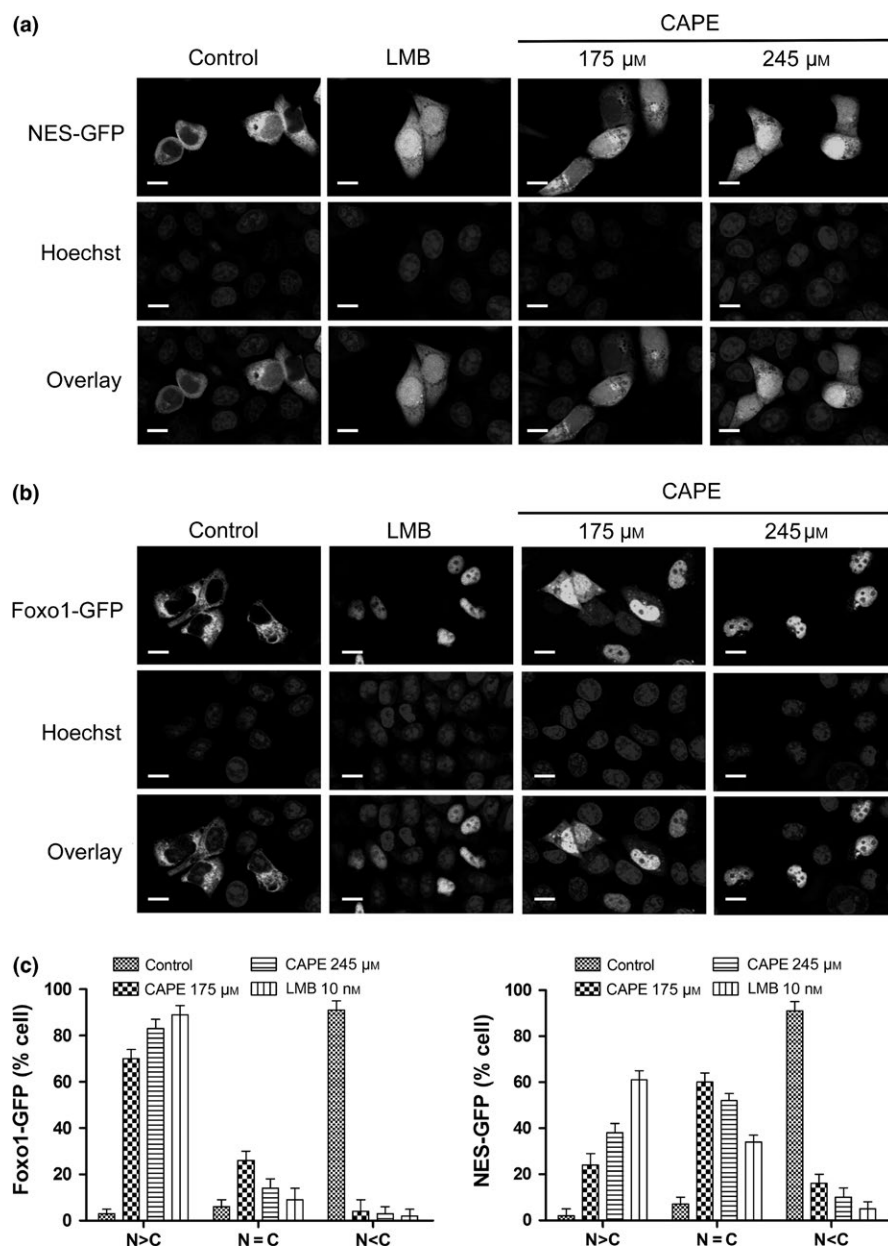 (a)
CAPE
Control LMB 175 µM 245 µM
NES-GFP
Hoechst
Overlay
(b)
CAPE
Control LMB 175 µM 245 µM
Foxo1-GFP
Hoechst
Overlay
(c)
Control CAPE 245 µM
CAPE 175 µM LMB 10 nM
Foxo1-GFP (% cell)
100
80
60
40
20
0
N>C N = C N<C
Control CAPE 245 µM
CAPE 175 µM LMB 10 nM
NES-GFP (% cell)
100
80
60
40
20
0
N>C N = C N<C